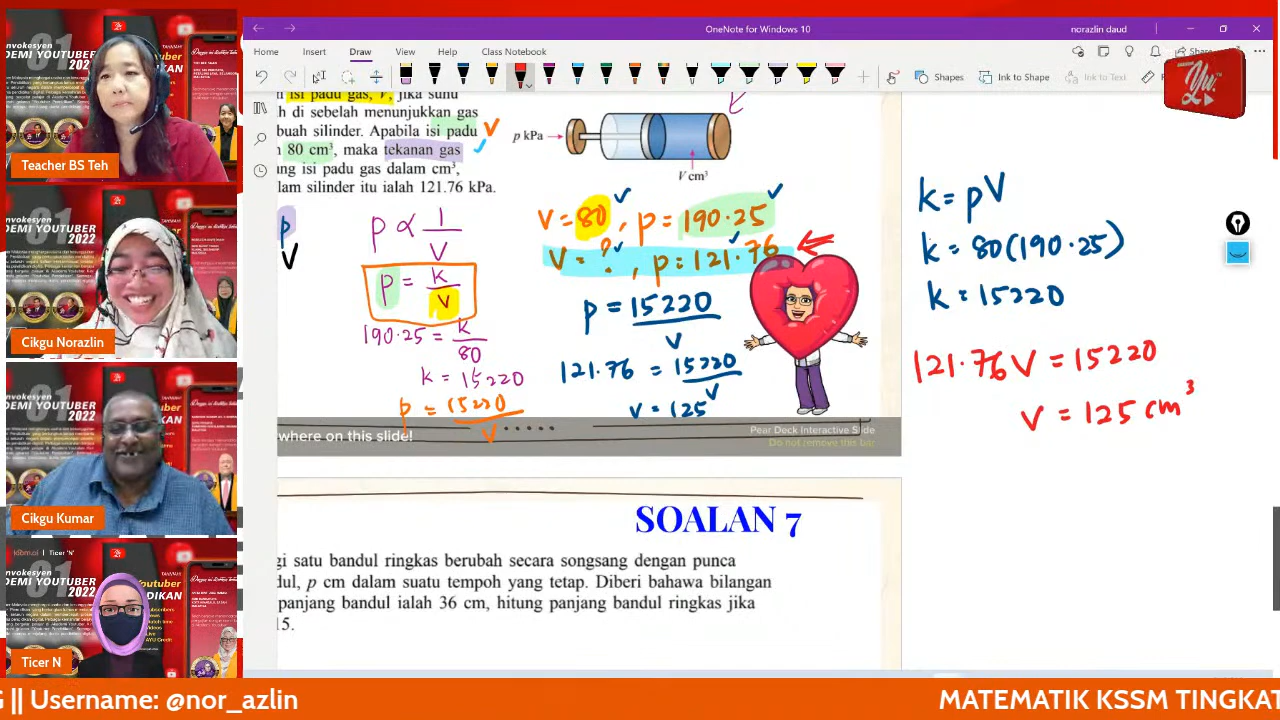 OneNote for Windows 10
norazlin daud
Home Insert Draw View Help Class Notebook
Share
Shapes Ink to Shape Ink to Text
isi padu gas, V, jika suhu
di sebelah menunjukkan gas
buah silinder. Apabila isi padu
80 cm³, maka tekanan gas
ng isi padu gas dalam cm³,
lam silinder itu ialah 121.76 kPa.
p kPa
V cm³
p
V
p ∝ 1/V
p = k/V
190.25 = k/80
k = 15220
p = 15220/V
V = 80, p = 190.25
V = ?, p = 121.76
p = 15220/V
121.76 = 15220/V
V = 125
k = pV
k = 80(190.25)
k = 15220
121.76 V = 15220
V = 125 cm³
where on this slide!
Pear Deck Interactive Slide
Do not remove this bar
SOALAN 7
gi satu bandul ringkas berubah secara songsang dengan punca
dul, p cm dalam suatu tempoh yang tetap. Diberi bahawa bilangan
panjang bandul ialah 36 cm, hitung panjang bandul ringkas jika
15.
Teacher BS Teh
Cikgu Norazlin
Cikgu Kumar
Ticer N
G || Username: @nor_azlin
MATEMATIK KSSM TINGKAT